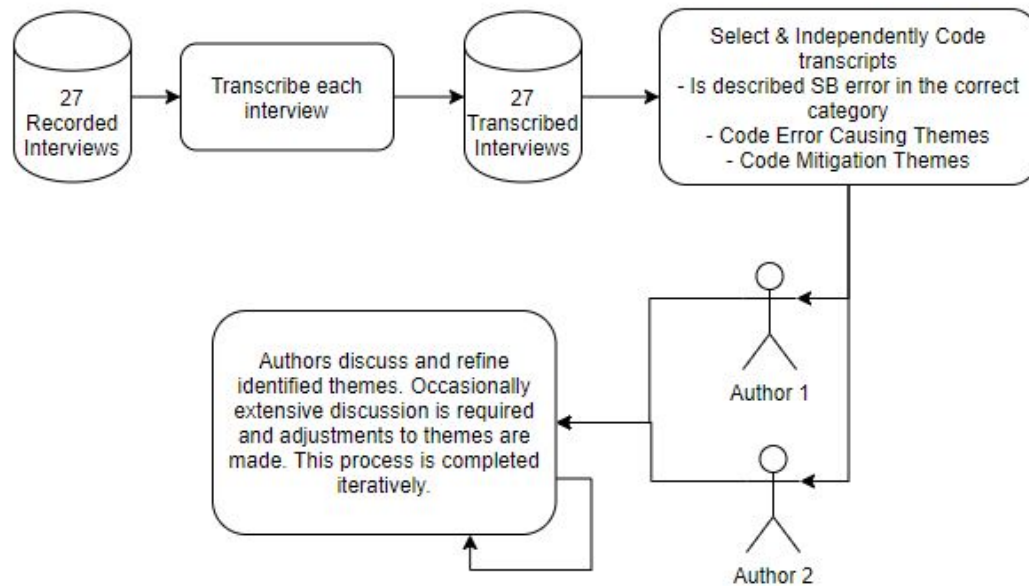 27
Recorded
Interviews
Transcribe each
interview
27
Transcribed
Interviews
Select & Independently Code
transcripts
- Is described SB error in the correct
category
- Code Error Causing Themes
- Code Mitigation Themes
Author 1
Authors discuss and refine
identified themes. Occasionally
extensive discussion is required
and adjustments to themes are
made. This process is completed
iteratively.
Author 2